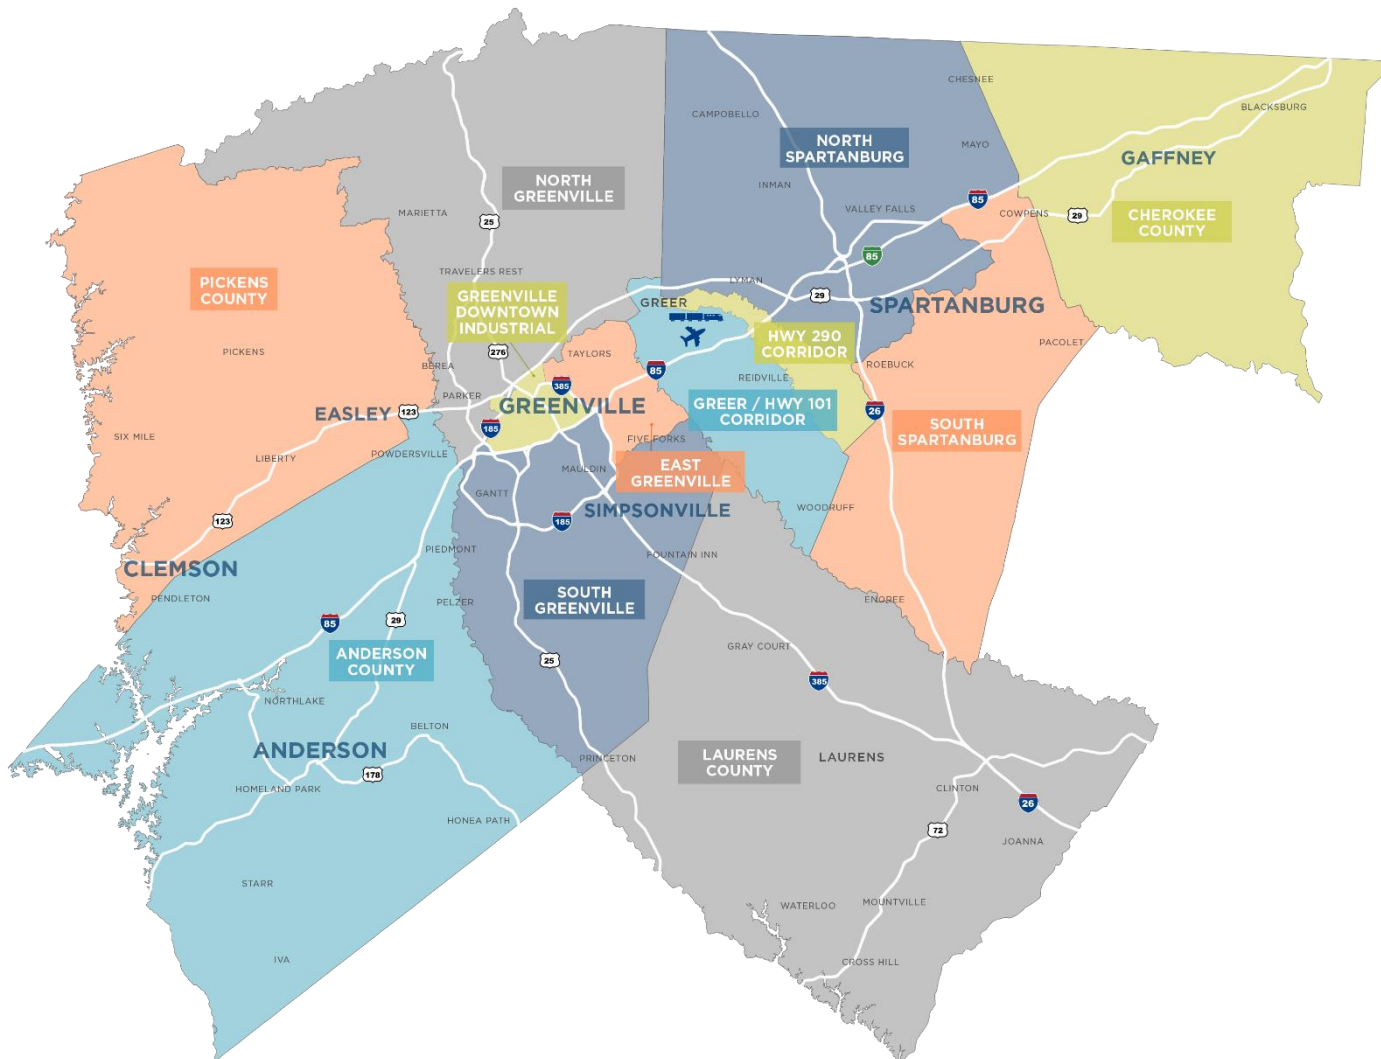 CHESNEE
BLACKSBURG
CAMPOBELLO
NORTH
SPARTANBURG
MAYO
GAFFNEY
NORTH
GREENVILLE
INMAN
85
MARIETTA
25
VALLEY FALLS
COWPENS
29
CHEROKEE
COUNTY
85
PICKENS
COUNTY
TRAVELERS REST
LYMAN
GREENVILLE
DOWNTOWN
INDUSTRIAL
GREER
29
SPARTANBURG
PICKENS
276
TAYLORS
HWY 290
CORRIDOR
PACOLET
BEREA
85
REIDVILLE
ROEBUCK
385
PARKER
EASLEY
123
GREENVILLE
GREER / HWY 101
CORRIDOR
26
185
SOUTH
SPARTANBURG
SIX MILE
LIBERTY
POWDERSVILLE
FIVE FORKS
MAULDIN
EAST
GREENVILLE
GANTT
123
185
SIMPSONVILLE
WOODRUFF
PIEDMONT
FOUNTAIN INN
CLEMSON
PENDLETON
PELZER
SOUTH
GREENVILLE
ENOREE
85
29
ANDERSON
COUNTY
25
GRAY COURT
385
NORTHLAKE
BELTON
ANDERSON
PRINCETON
LAURENS
COUNTY
LAURENS
178
HOMELAND PARK
CLINTON
26
HONEA PATH
72
JOANNA
STARR
WATERLOO
MOUNTVILLE
IVA
CROSS HILL